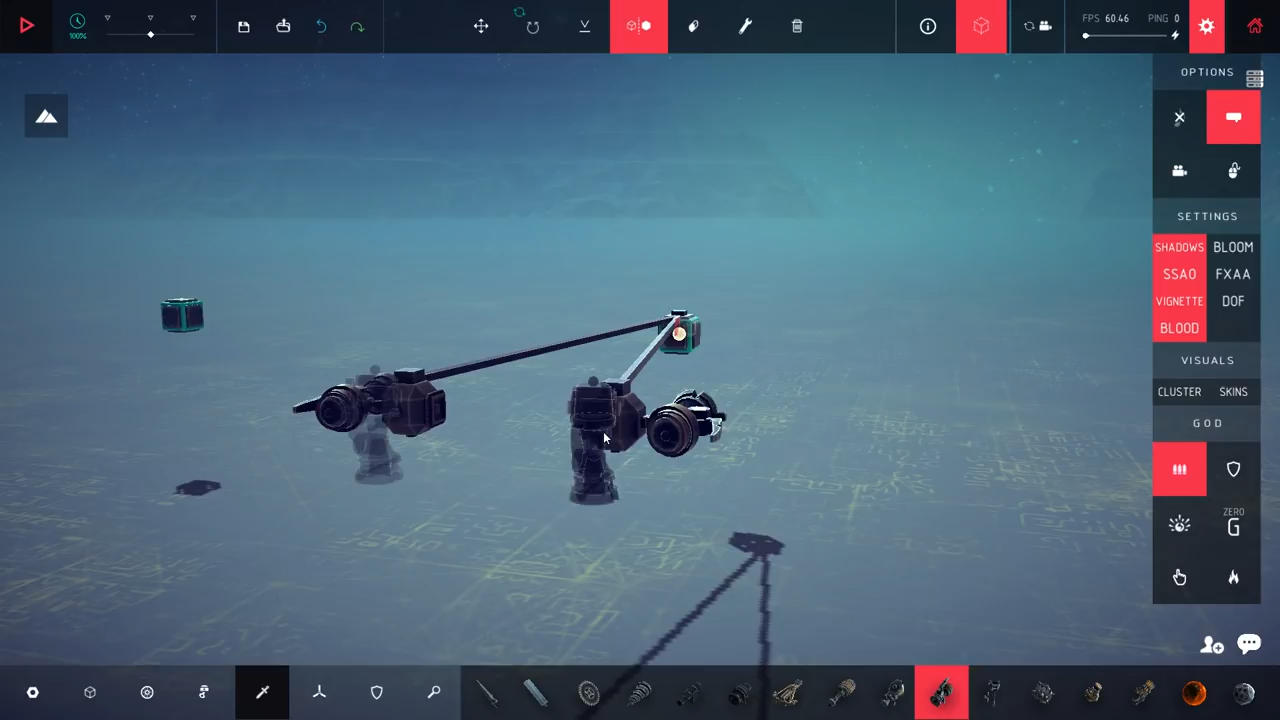 100%
FPS 60.46 PING 0
OPTIONS
SETTINGS
SHADOWS BLOOM
SSAO FXAA
VIGNETTE DOF
BLOOD
VISUALS
CLUSTER SKINS
GOD
ZERO
G